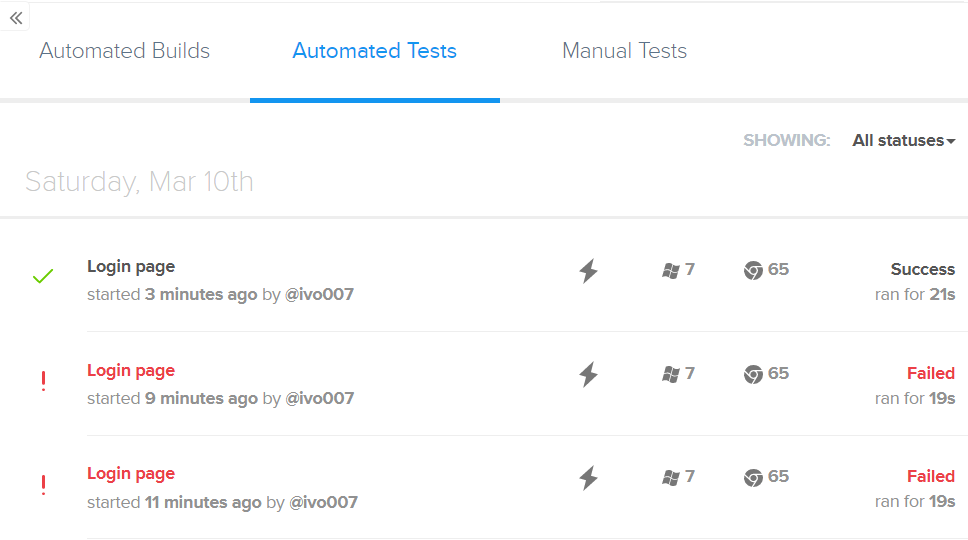 Automated Builds Automated Tests Manual Tests
SHOWING: All statuses
Saturday, Mar 10th
Login page 7 65 Success
started 3 minutes ago by @ivo007 ran for 21s
Login page 7 65 Failed
started 9 minutes ago by @ivo007 ran for 19s
Login page 7 65 Failed
started 11 minutes ago by @ivo007 ran for 19s